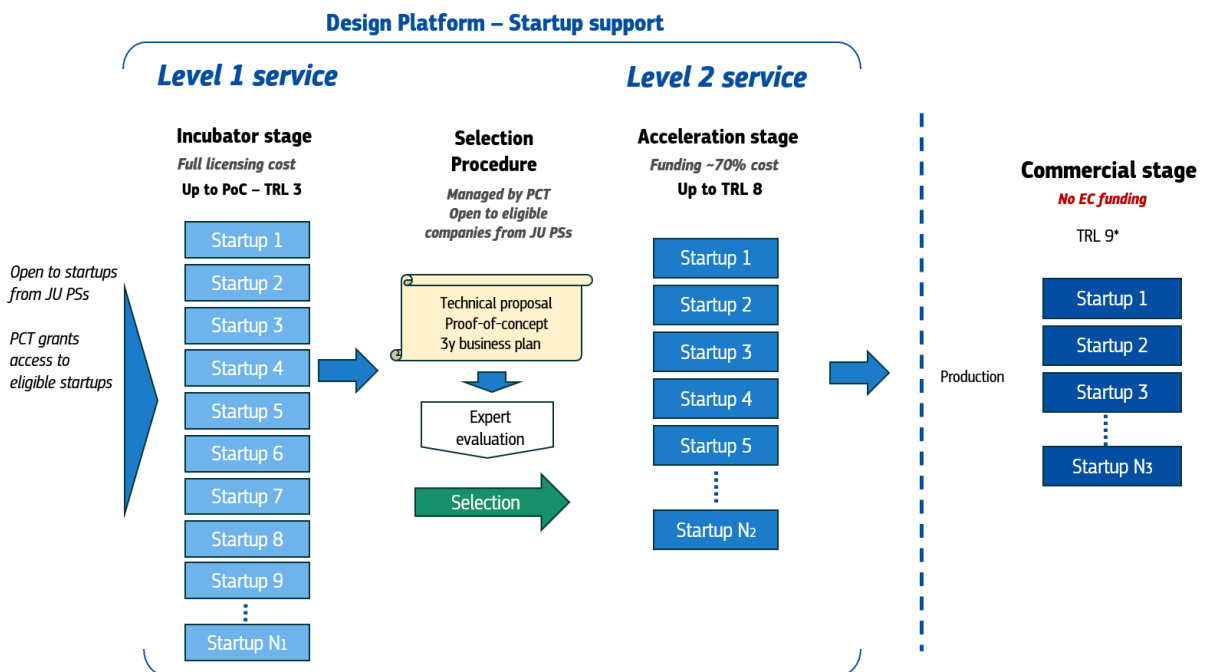 Design Platform – Startup support
Level 1 service
Level 2 service
Incubator stage
Full licensing cost
Up to PoC – TRL 3
Selection
Procedure
Managed by PCT
Open to eligible
companies from JU PSs
Acceleration stage
Funding ~70% cost
Up to TRL 8
Commercial stage
No EC funding
TRL 9*
Open to startups
from JU PSs
PCT grants
access to
eligible startups
Startup 1
Startup 2
Startup 3
Startup 4
Startup 5
Startup 6
Startup 7
Startup 8
Startup 9
Startup N1
Technical proposal
Proof-of-concept
3y business plan
Expert
evaluation
Selection
Startup 1
Startup 2
Startup 3
Startup 4
Startup 5
Startup N2
Production
Startup 1
Startup 2
Startup 3
Startup N3